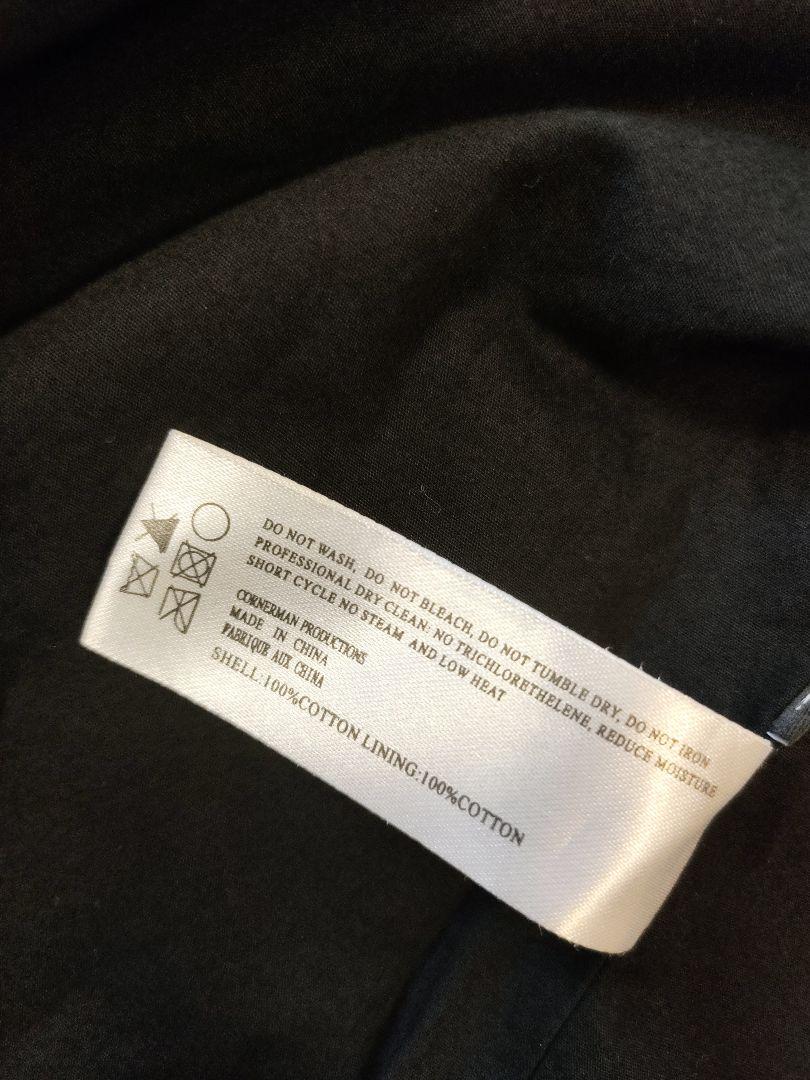 DO NOT WASH, DO NOT BLEACH, DO NOT TUMBLE DRY, DO NOT IRON
PROFESSIONAL DRY CLEAN: NO TRICHLORETHELENE, REDUCE MOISTURE
SHORT CYCLE NO STEAM AND LOW HEAT
CORNERMAN PRODUCTIONS
MADE IN CHINA
FABRIQUE AUX CHINA
SHELL:100%COTTON LINING:100%COTTON